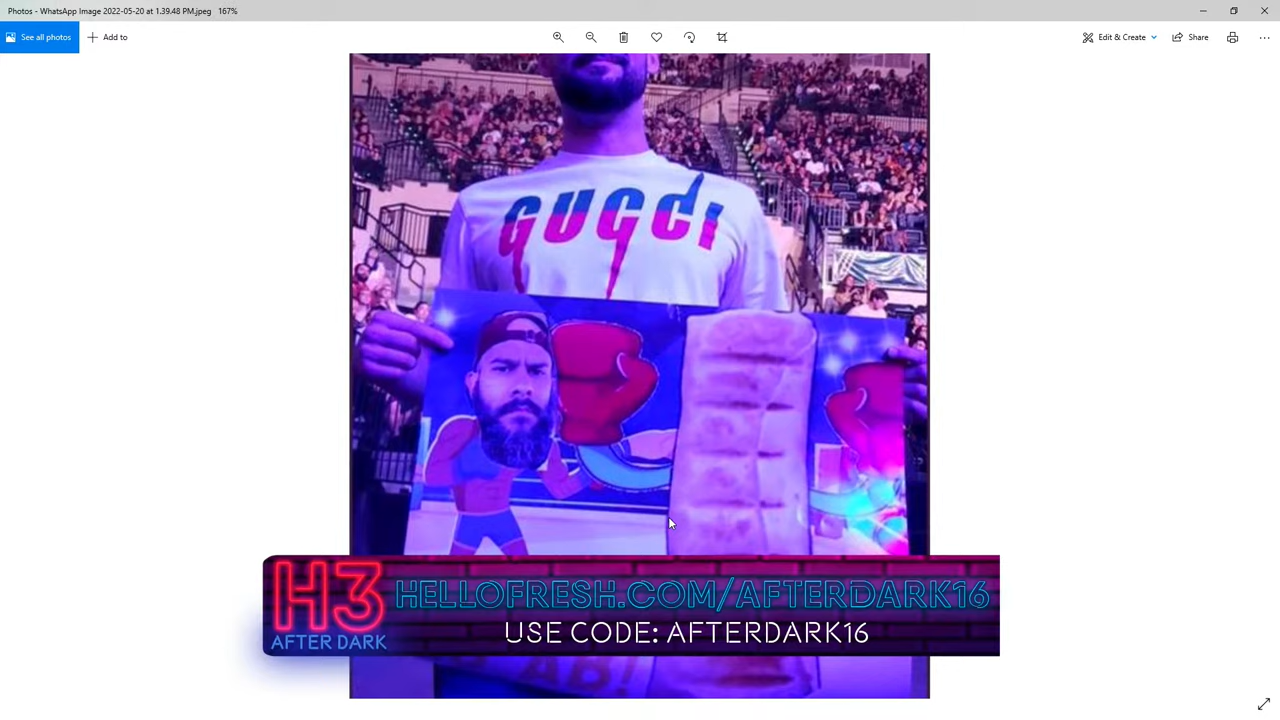 Photos - WhatsApp Image 2022-05-20 at 1.39.48 PM.jpeg 167%
See all photos
Add to
Edit & Create
Share
GUCCI
H3
AFTER DARK
HELLOFRESH.COM/AFTERDARK16
USE CODE: AFTERDARK16